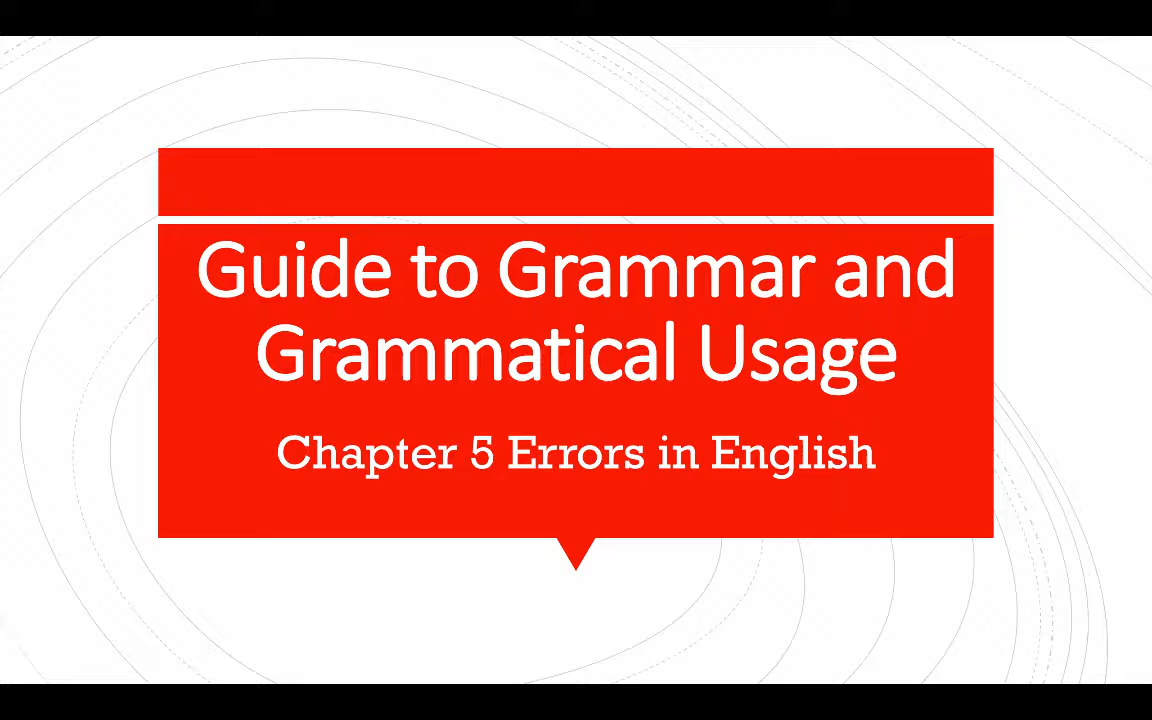 Guide to Grammar and
Grammatical Usage
Chapter 5 Errors in English